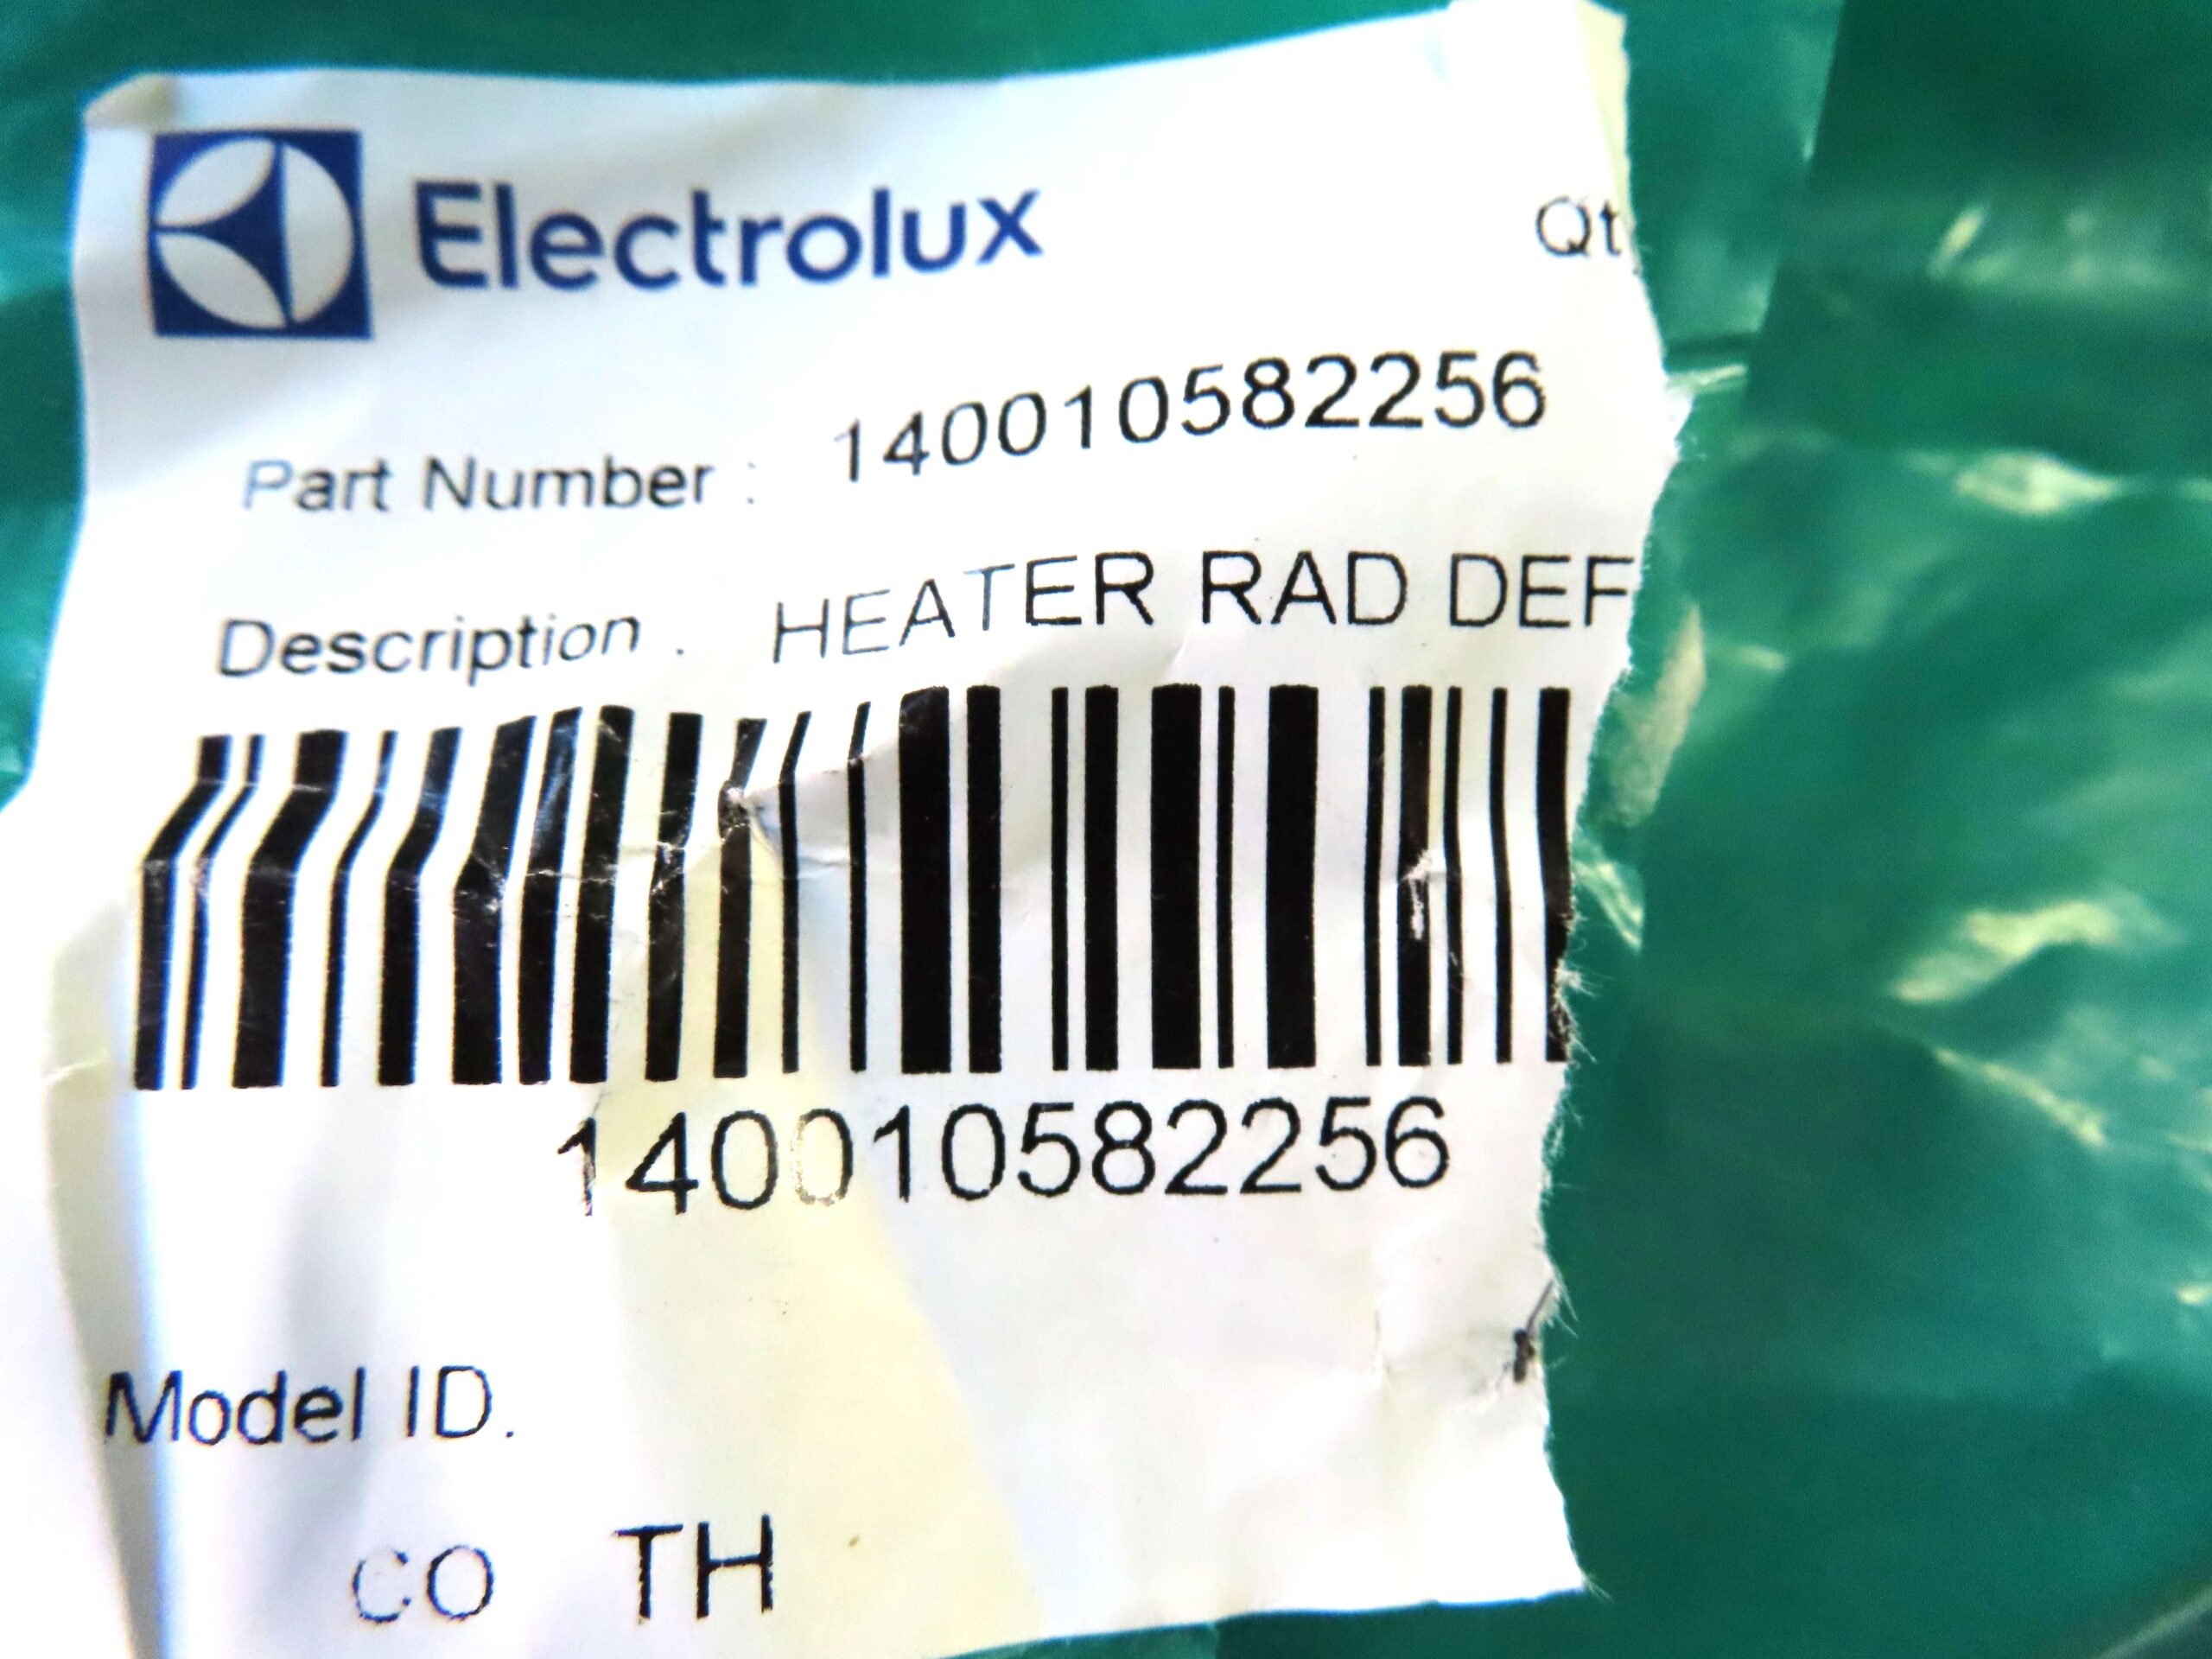 Electrolux
Qt
Part Number : 140010582256
Description . HEATER RAD DEF
140010582256
Model ID.
CO TH